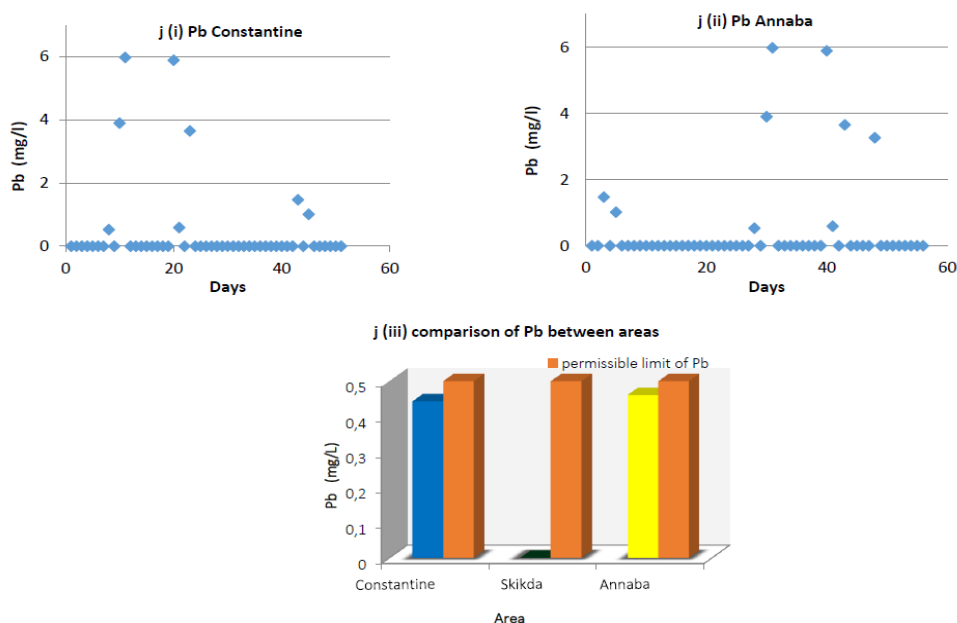 j (i) Pb Constantine
6
4
2
0
Pb (mg/l)
0 20 40 60
Days
j (ii) Pb Annaba
6
4
2
0
Pb (mg/l)
0 20 40 60
Days
j (iii) comparison of Pb between areas
permissible limit of Pb
0,5
0,4
0,3
0,2
0,1
0
Pb (mg/L)
Constantine Skikda Annaba
Area